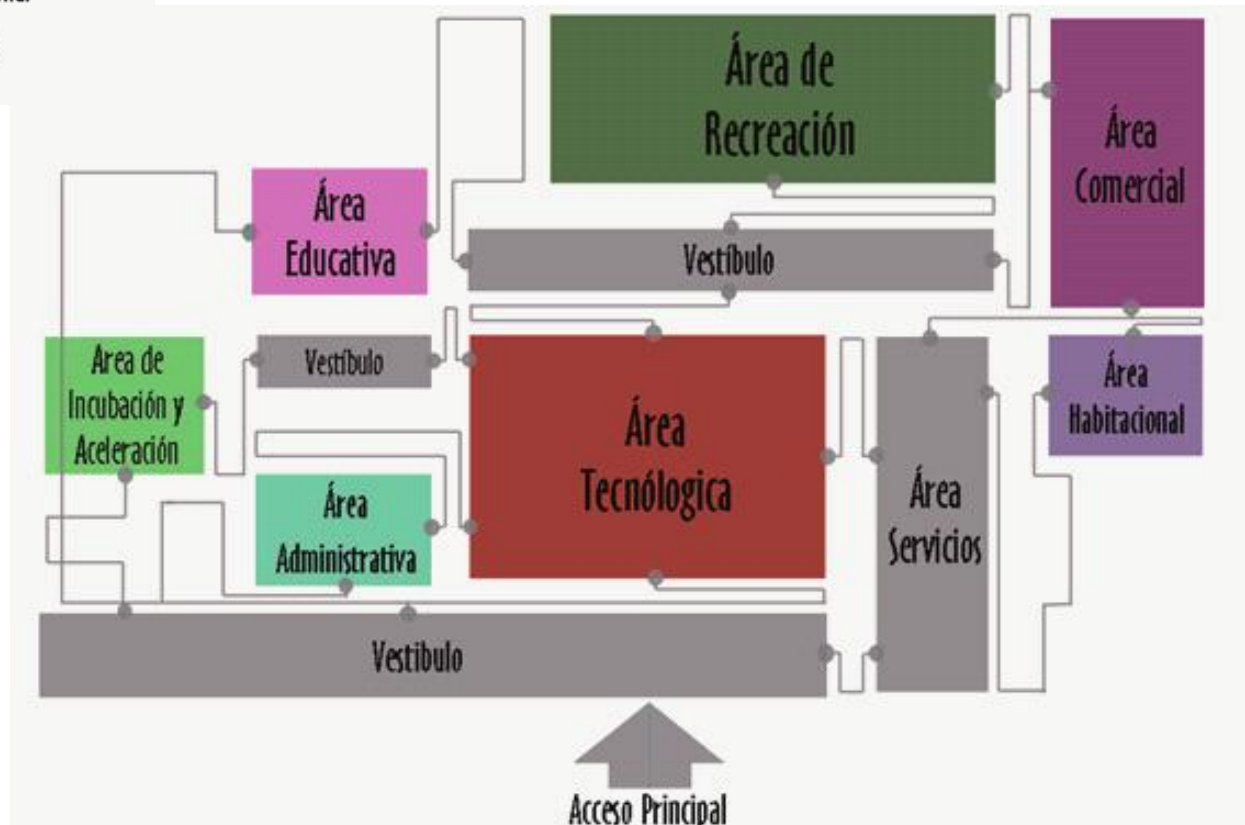 Área de
Recreación
Área
Comercial
Área
Educativa
Vestíbulo
Area de
Incubación y
Aceleración
Vestíbulo
Área
Tecnólogica
Área
Habitacional
Área
Servicios
Área
Administrativa
Vestibulo
Acceso Principal